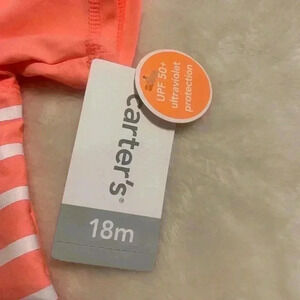 UPF 50+
ultraviolet
protection
carter's®
18m